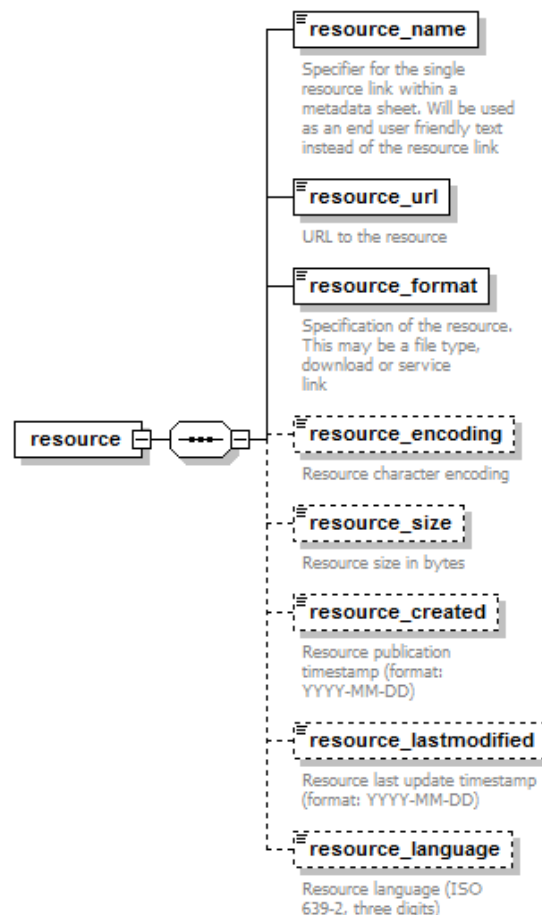 resource_name
Specifier for the single
resource link within a
metadata sheet. Will be used
as an end user friendly text
instead of the resource link
resource_url
URL to the resource
resource_format
Specification of the resource.
This may be a file type,
download or service
link
resource
resource_encoding
Resource character encoding
resource_size
Resource size in bytes
resource_created
Resource publication
timestamp (format:
YYYY-MM-DD)
resource_lastmodified
Resource last update timestamp
(format: YYYY-MM-DD)
resource_language
Resource language (ISO
639-2, three digits)